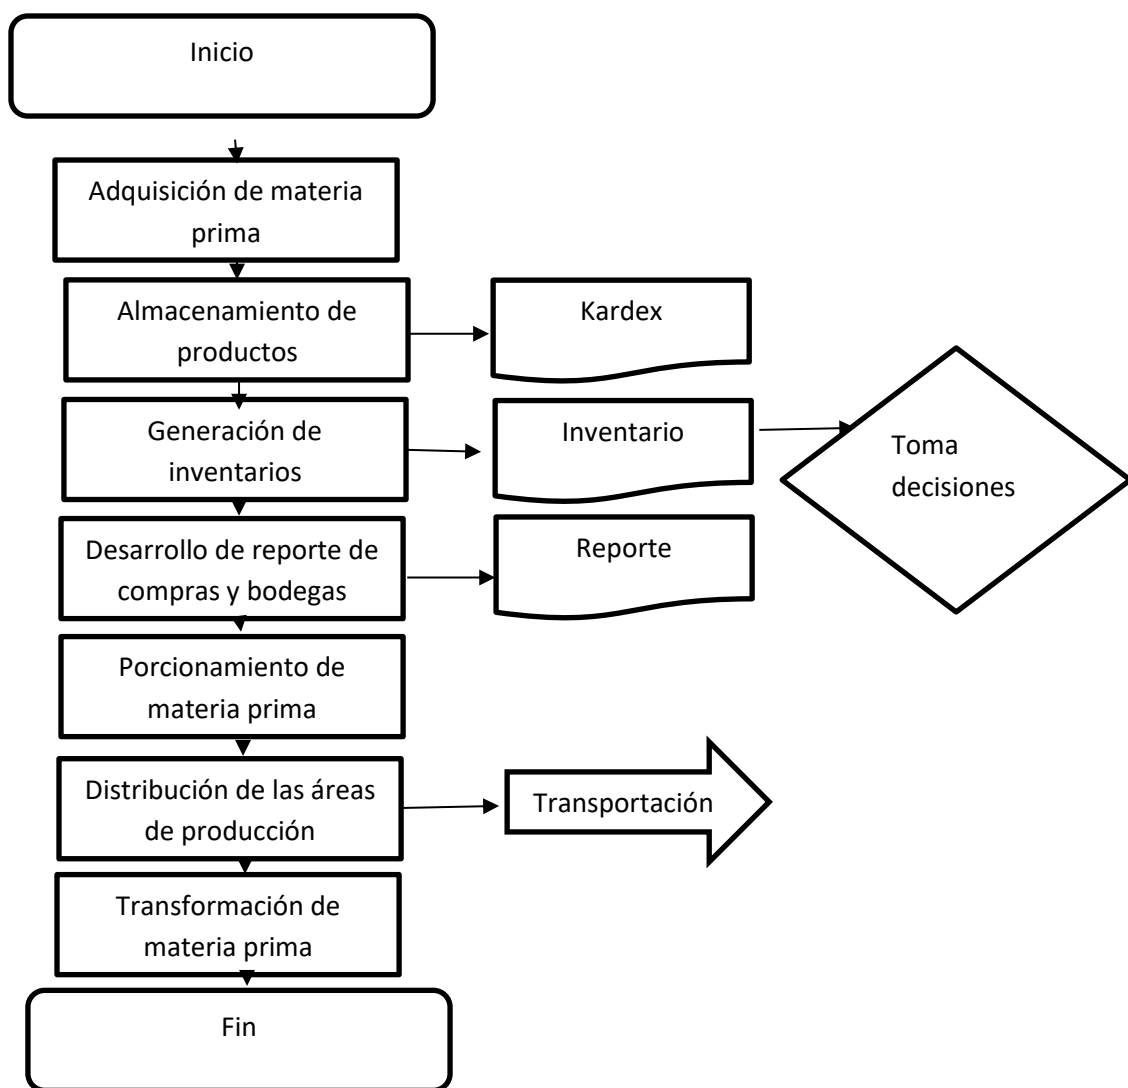 Inicio
Adquisición de materia
prima
Almacenamiento de
productos
Kardex
Generación de
inventarios
Inventario
Toma
decisiones
Desarrollo de reporte de
compras y bodegas
Reporte
Porcionamiento de
materia prima
Distribución de las áreas
de producción
Transportación
Transformación de
materia prima
Fin